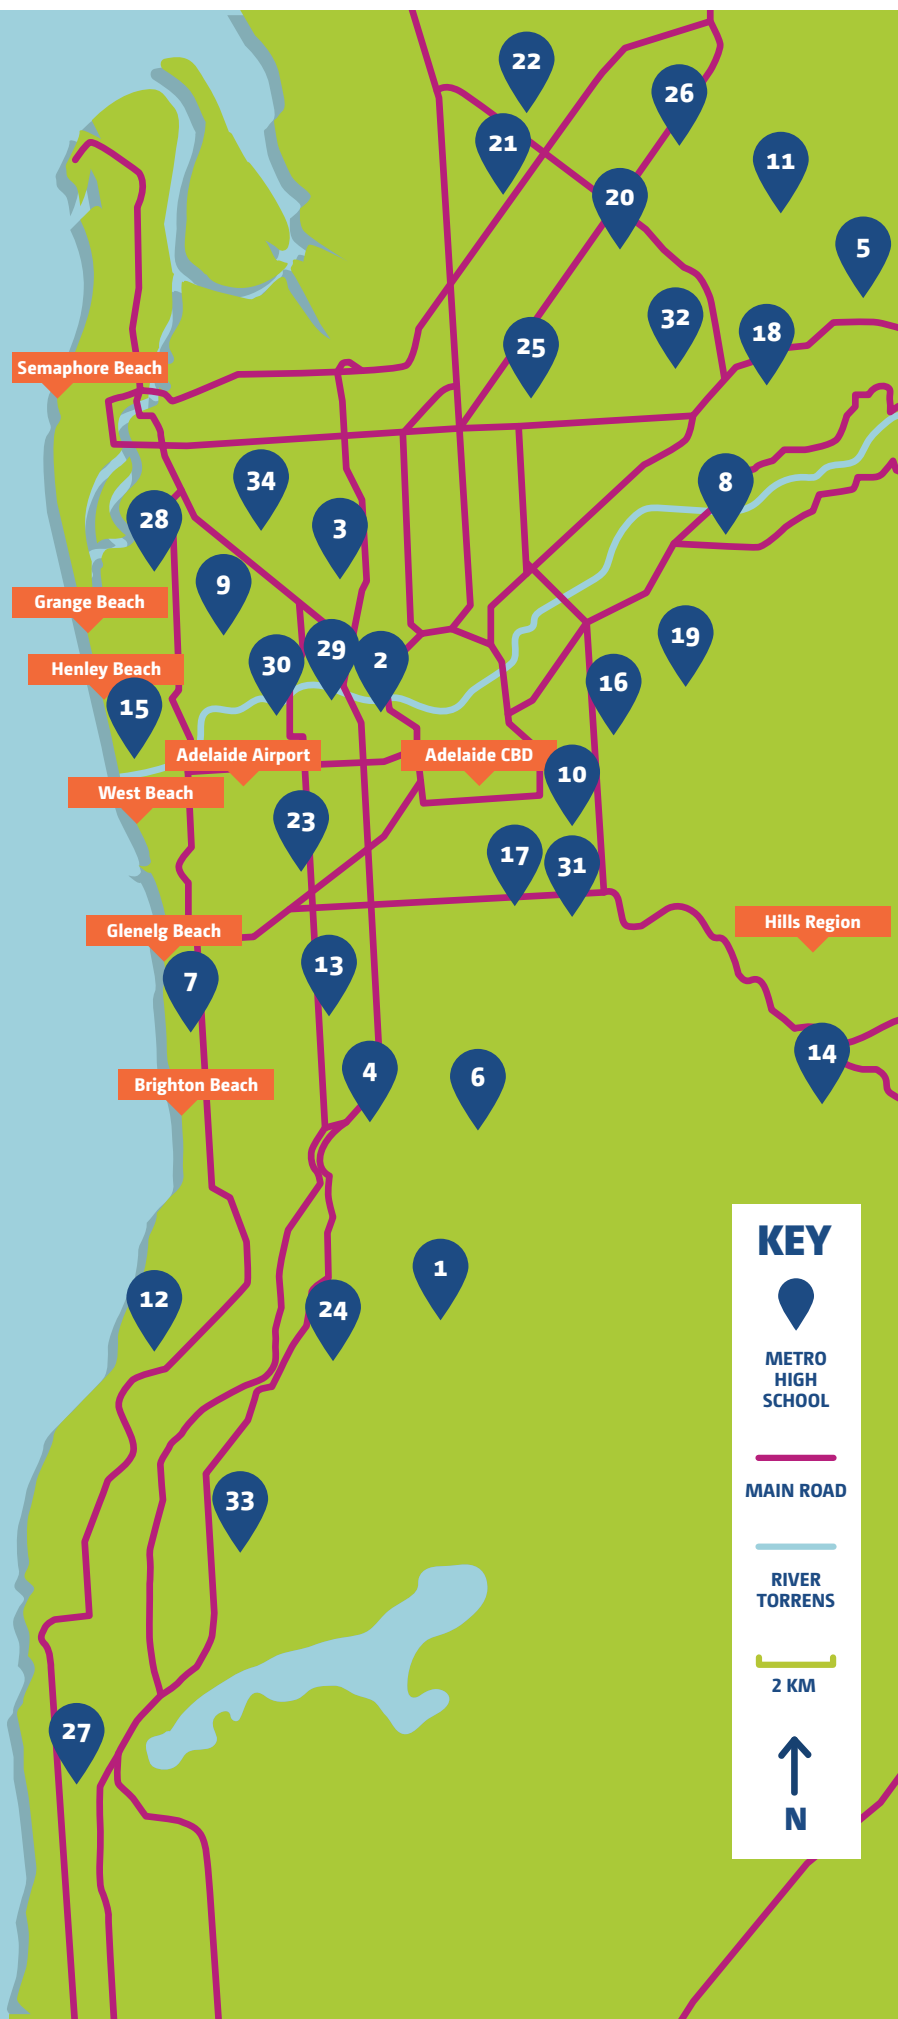 22
26
21
11
20
5
32
18
25
Semaphore Beach
34
8
28
3
9
Grange Beach
19
29
2
30
Henley Beach
16
15
Adelaide Airport
Adelaide CBD
10
West Beach
23
17
31
Glenelg Beach
Hills Region
13
7
14
4
6
Brighton Beach
1
12
24
33
27
KEY
METRO
HIGH
SCHOOL
MAIN ROAD
RIVER
TORRENS
2 KM
N